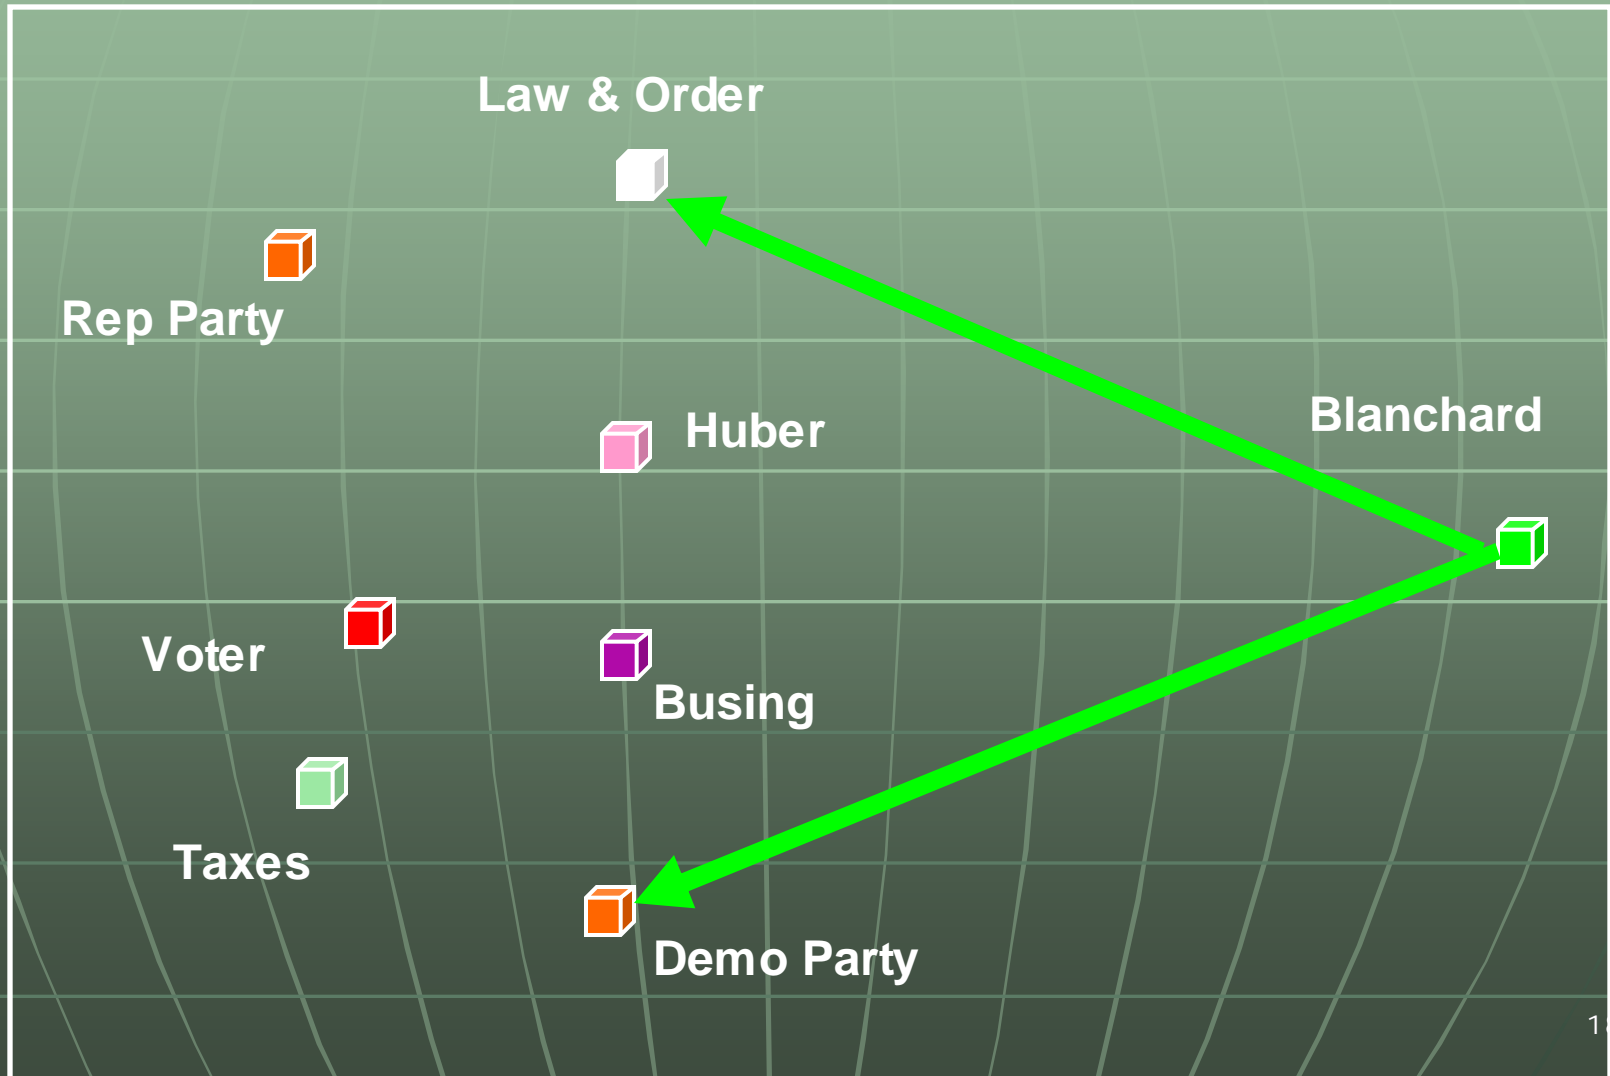 Law & Order
Rep Party
Blanchard
Huber
Voter
Busing
Taxes
Demo Party